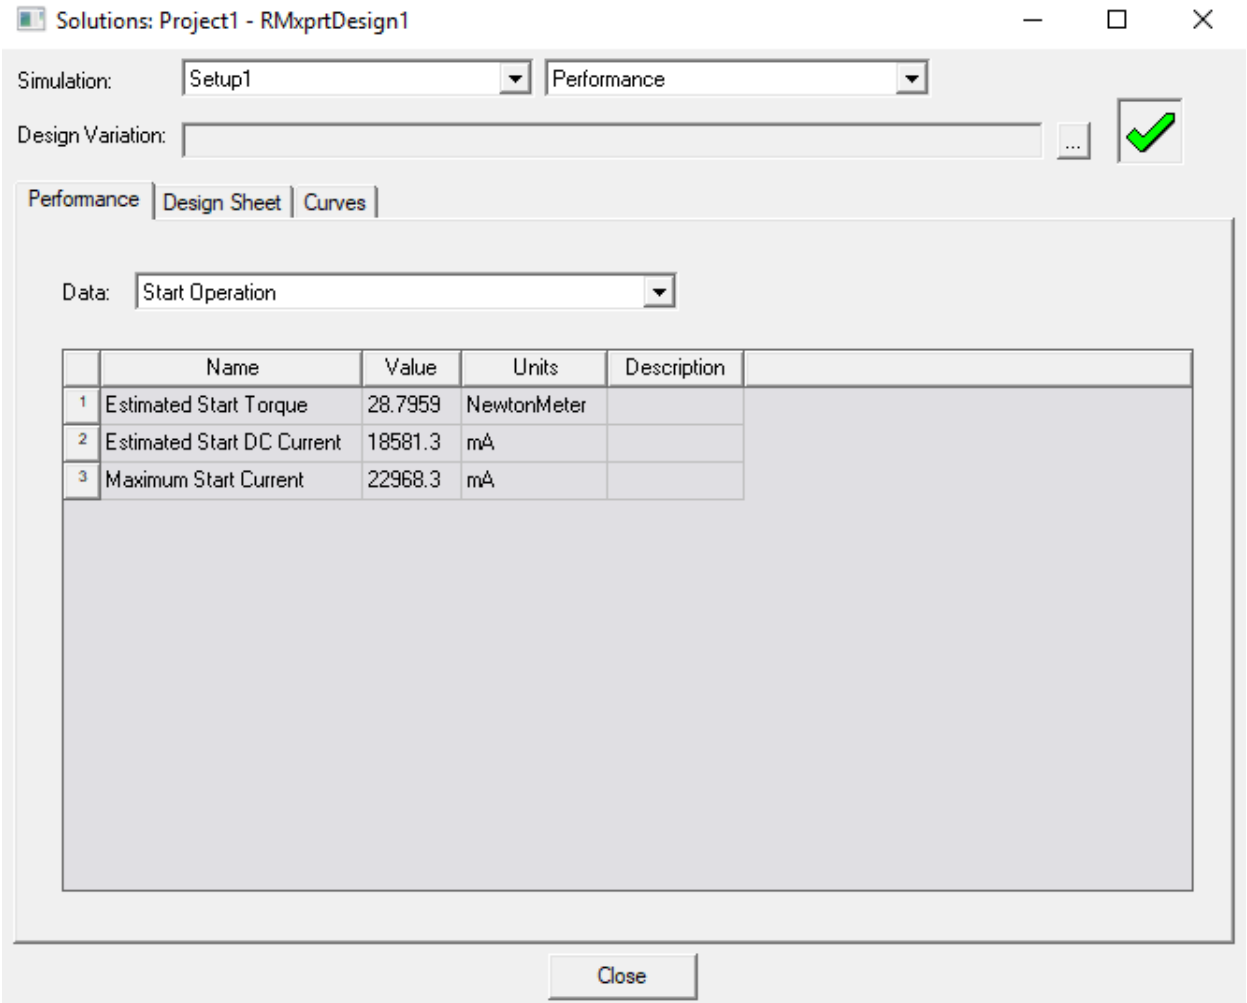 Solutions: Project1 - RMxprtDesign1
Simulation: Setup1 Performance
Design Variation: ...
Performance Design Sheet Curves
Data: Start Operation
Name Value Units Description
1 Estimated Start Torque 28.7959 NewtonMeter
2 Estimated Start DC Current 18581.3 mA
3 Maximum Start Current 22968.3 mA
Close